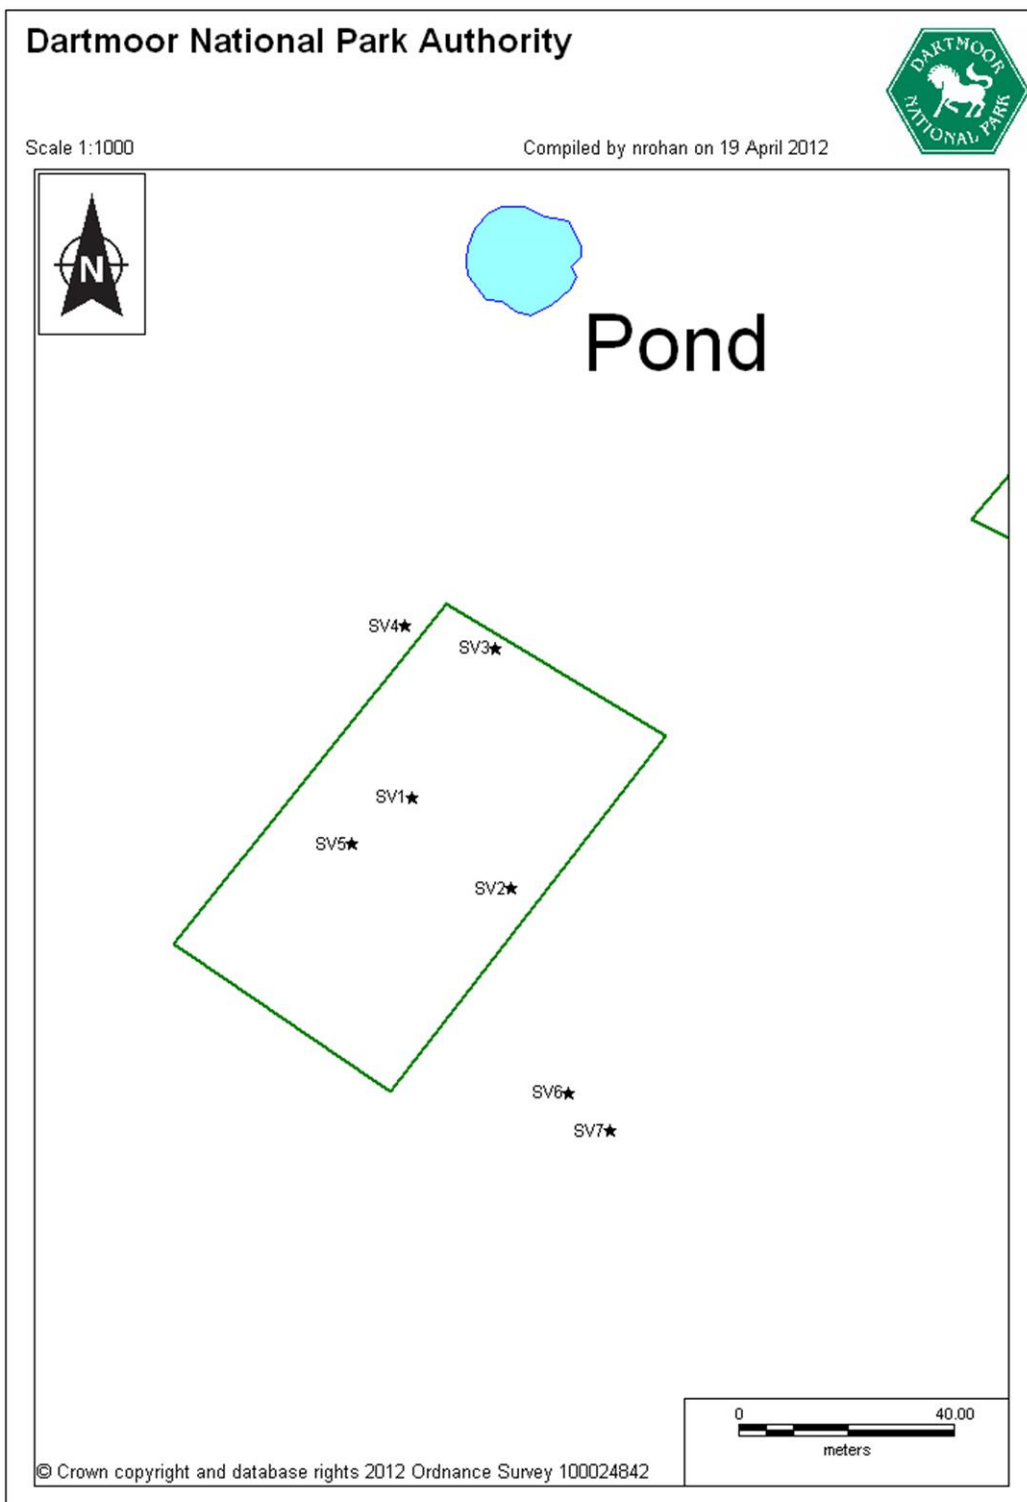 Dartmoor National Park Authority
DARTMOOR
NATIONAL PARK
Scale 1:1000
Compiled by nrohan on 19 April 2012
N
Pond
SV4
SV3
SV1
SV5
SV2
SV6
SV7
0 40.00
meters
© Crown copyright and database rights 2012 Ordnance Survey 100024842